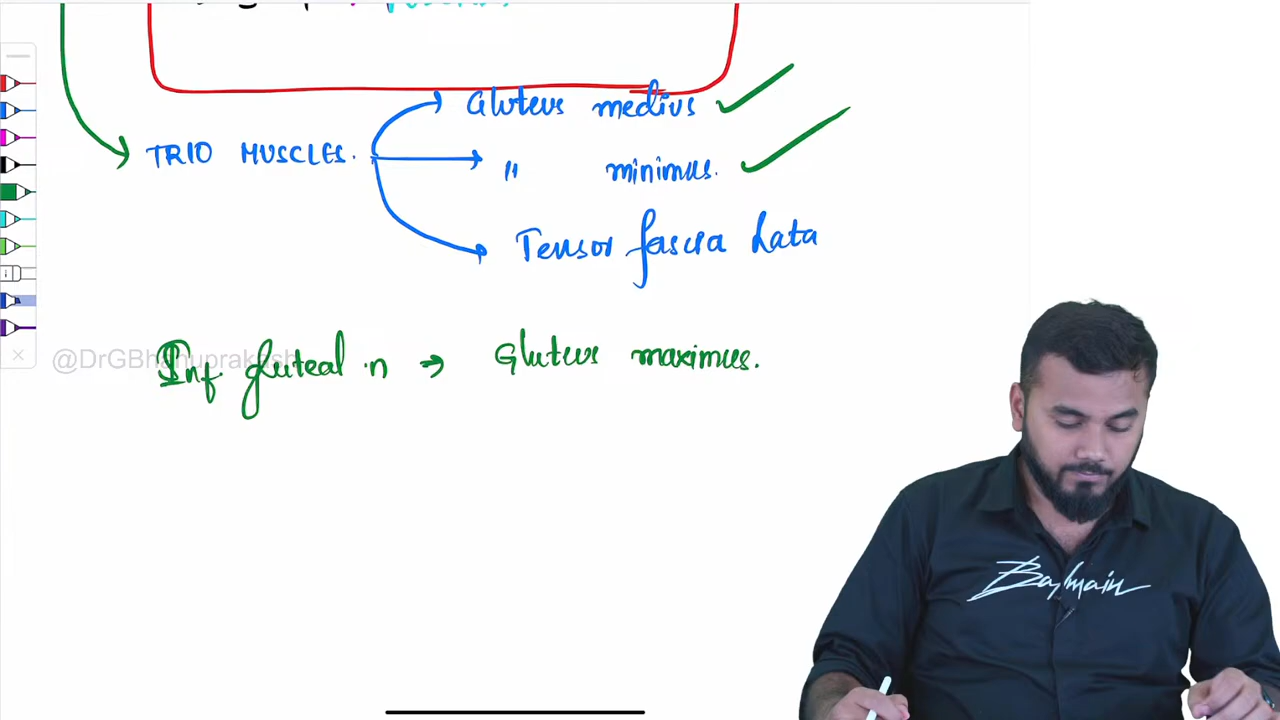 TRIO MUSCLES.
Gluteus medius
" minimus.
Tensor fascia Lata
@DrGBhanuprakash
Inf. gluteal .n → Gluteus maximus.
Balmain